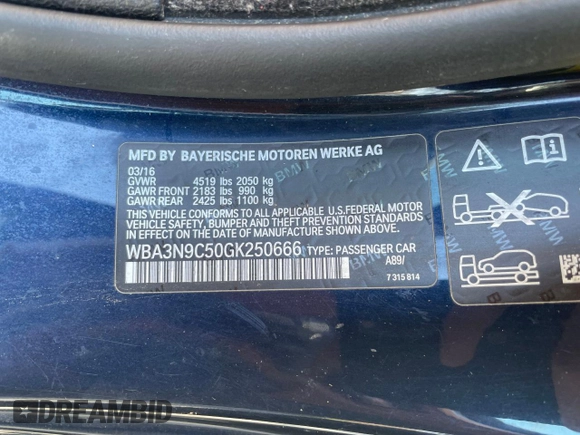 MFD BY BAYERISCHE MOTOREN WERKE AG
03/16
GVWR 4519 lbs 2050 kg
GAWR FRONT 2183 lbs 990 kg
GAWR REAR 2425 lbs 1100 kg
THIS VEHICLE CONFORMS TO ALL APPLICABLE U.S.FEDERAL MOTOR
VEHICLE SAFETY, BUMPER, AND THEFT PREVENTION STANDARDS
IN EFFECT ON THE DATE OF MANUFACTURE SHOWN ABOVE.
WBA3N9C50GK250666 TYPE: PASSENGER CAR
A89/
7 315 814
BMW
BMW
DREAMBID